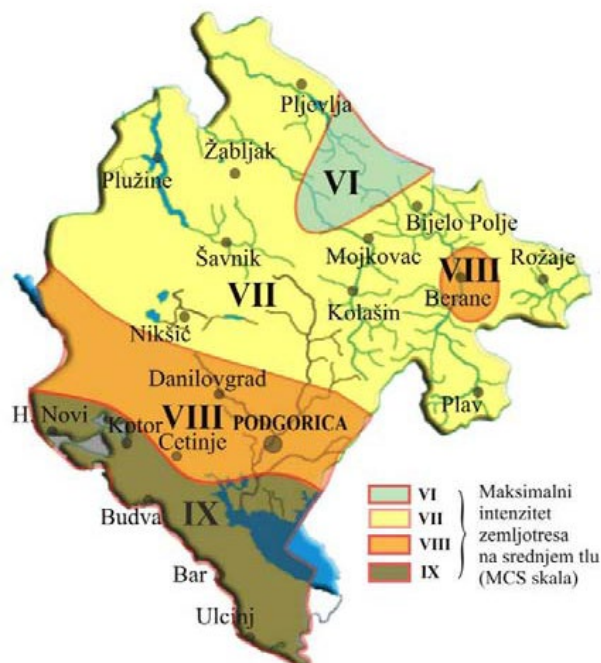 Pljevlja
Žabljak
Plužine
VI
Bijelo Polje
Šavnik
Mojkovac
VIII
Rožaje
VII
Berane
Kolašin
Nikšić
Danilovgrad
Plav
H. Novi
Kotor
VIII
PODGORICA
Cetinje
Budva
IX
Bar
Ulcinj
VI
VII
VIII
IX
Maksimalni
intenzitet
zemljotresa
na srednjem tlu
(MCS skala)